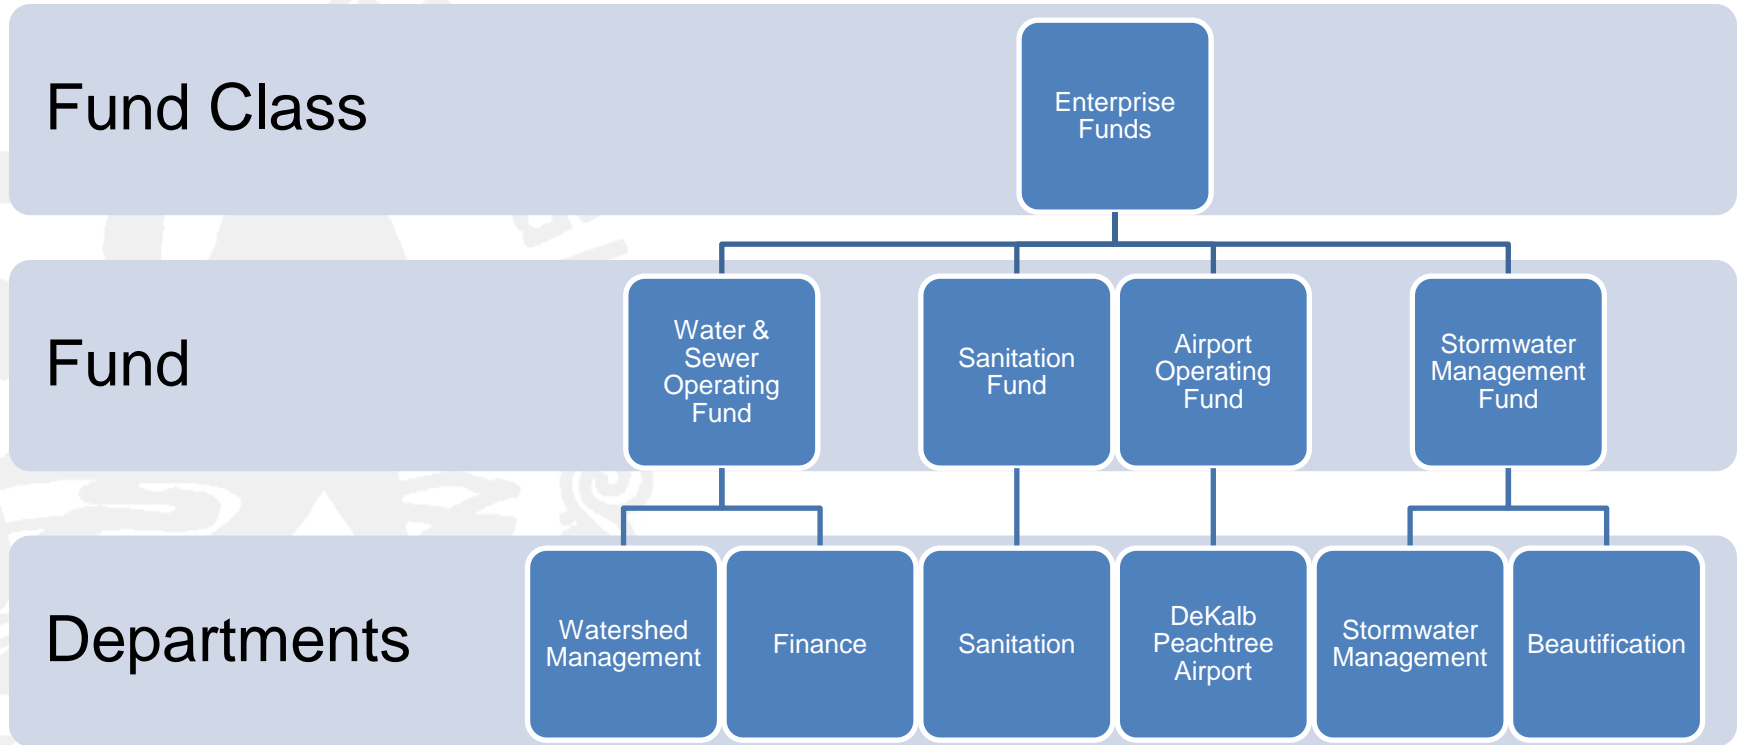 Fund Class
Enterprise
Funds
Fund
Water &
Sewer
Operating
Fund
Sanitation
Fund
Airport
Operating
Fund
Stormwater
Management
Fund
Departments
Watershed
Management
Finance
Sanitation
DeKalb
Peachtree
Airport
Stormwater
Management
Beautification